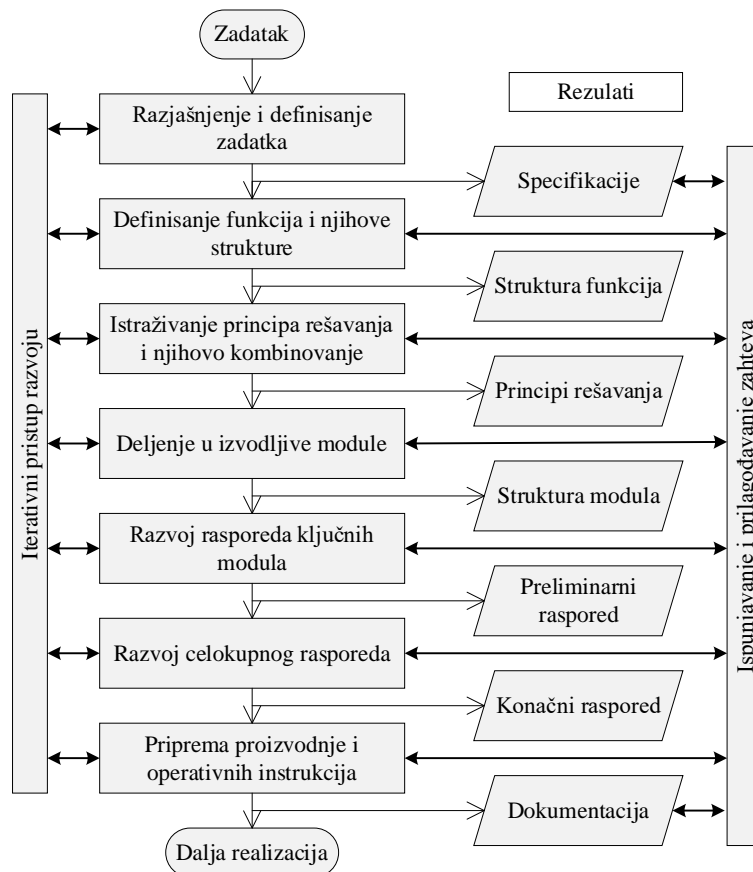 Zadatak
Rezulati
Razjašnjenje i definisanje
zadatka
Specifikacije
Definisanje funkcija i njihove
strukture
Struktura funkcija
Istraživanje principa rešavanja
i njihovo kombinovanje
Principi rešavanja
Deljenje u izvodljive module
Struktura modula
Razvoj rasporeda ključnih
modula
Preliminarni
raspored
Razvoj celokupnog rasporeda
Konačni raspored
Priprema proizvodnje i
operativnih instrukcija
Dokumentacija
Dalja realizacija
Iterativni pristup razvoju
Ispunjavanje i prilagođavanje zahteva